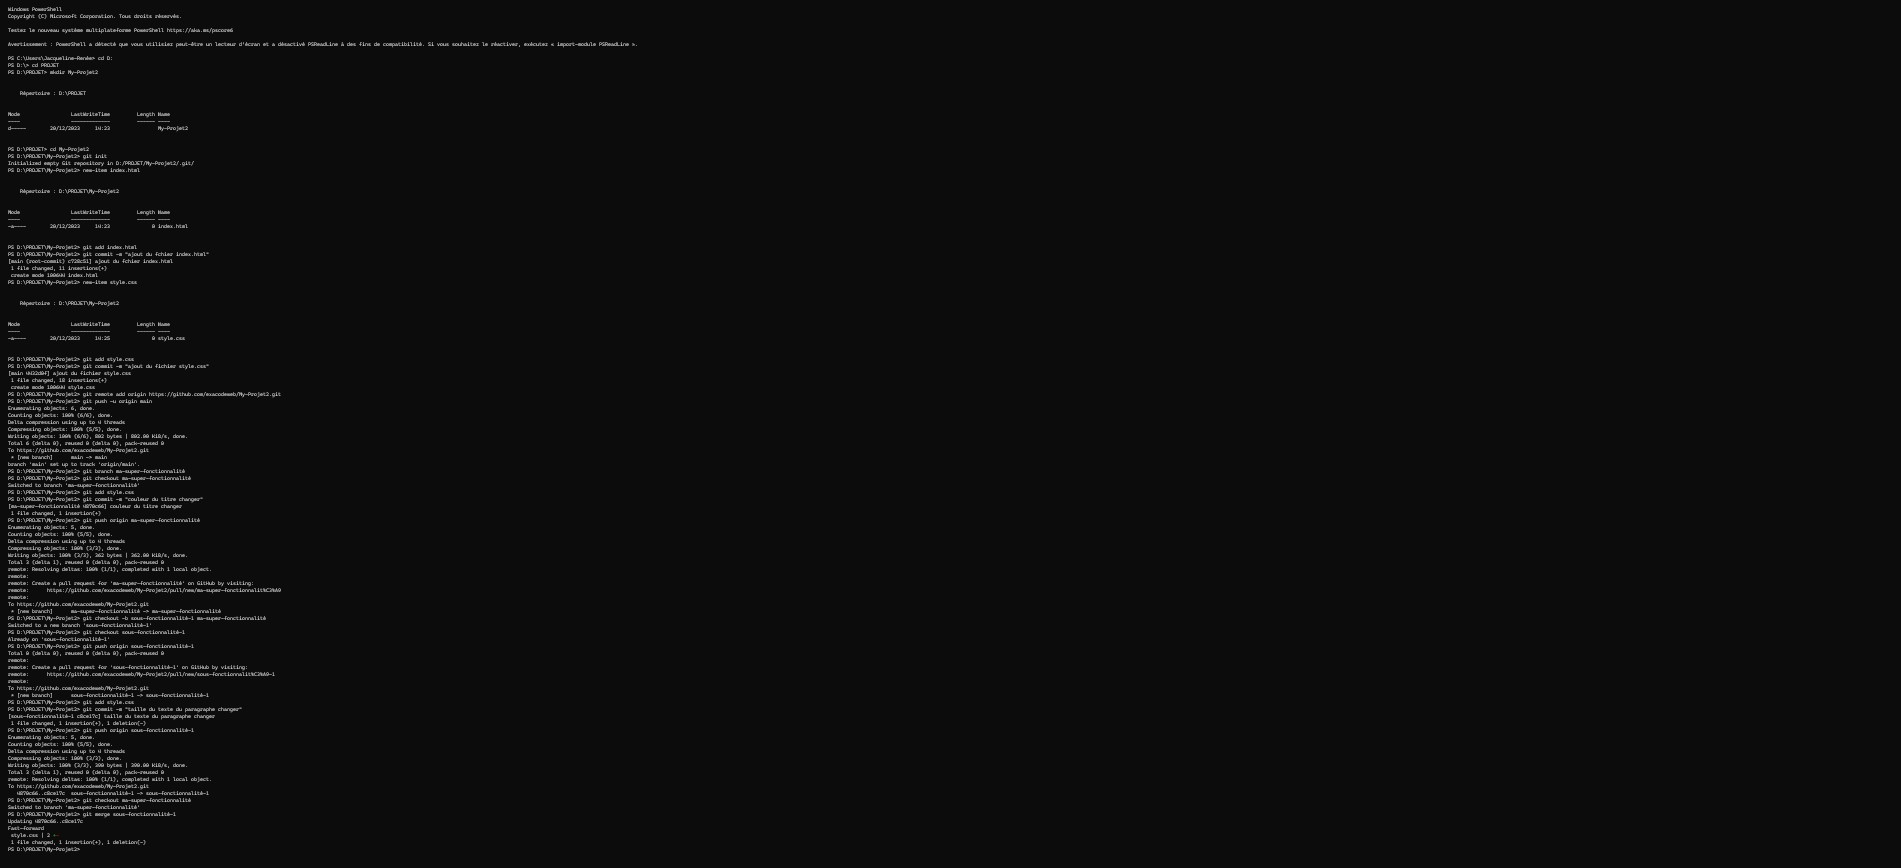 Windows PowerShell
Copyright (C) Microsoft Corporation. Tous droits réservés.
Testez le nouveau système multiplateforme PowerShell https://aka.ms/pscore6
Avertissement : PowerShell a détecté que vous utilisiez peut-être un lecteur d'écran et a désactivé PSReadLine à des fins de compatibilité. Si vous souhaitez le réactiver, exécutez « import-module PSReadLine ».
PS C:\Users\Jacqueline-Renée> cd D:
PS D:\> cd PROJET
PS D:\PROJET> mkdir My-Projet2
Répertoire : D:\PROJET
Mode LastWriteTime Length Name
---- ------------- ------ ----
d----- 20/12/2023 14:23 My-Projet2
PS D:\PROJET> cd My-Projet2
PS D:\PROJET\My-Projet2> git init
Initialized empty Git repository in D:/PROJET/My-Projet2/.git/
PS D:\PROJET\My-Projet2> new-item index.html
Répertoire : D:\PROJET\My-Projet2
Mode LastWriteTime Length Name
---- ------------- ------ ----
-a---- 20/12/2023 14:23 0 index.html
PS D:\PROJET\My-Projet2> git add index.html
PS D:\PROJET\My-Projet2> git commit -m "ajout du fchier index.html"
[main (root-commit) c728c51] ajout du fchier index.html
1 file changed, 11 insertions(+)
create mode 100644 index.html
PS D:\PROJET\My-Projet2> new-item style.css
Répertoire : D:\PROJET\My-Projet2
Mode LastWriteTime Length Name
---- ------------- ------ ----
-a---- 20/12/2023 14:25 0 style.css
PS D:\PROJET\My-Projet2> git add style.css
PS D:\PROJET\My-Projet2> git commit -m "ajout du fichier style.css"
[main 4432d0f] ajout du fichier style.css
1 file changed, 18 insertions(+)
create mode 100644 style.css
PS D:\PROJET\My-Projet2> git remote add origin https://github.com/exacodeweb/My-Projet2.git
PS D:\PROJET\My-Projet2> git push -u origin main
Enumerating objects: 6, done.
Counting objects: 100% (6/6), done.
Delta compression using up to 4 threads
Compressing objects: 100% (5/5), done.
Writing objects: 100% (6/6), 802 bytes | 802.00 KiB/s, done.
Total 6 (delta 0), reused 0 (delta 0), pack-reused 0
To https://github.com/exacodeweb/My-Projet2.git
* [new branch] main -> main
branch 'main' set up to track 'origin/main'.
PS D:\PROJET\My-Projet2> git branch ma-super-fonctionnalité
PS D:\PROJET\My-Projet2> git checkout ma-super-fonctionnalité
Switched to branch 'ma-super-fonctionnalité'
PS D:\PROJET\My-Projet2> git add style.css
PS D:\PROJET\My-Projet2> git commit -m "couleur du titre changer"
[ma-super-fonctionnalité 4870c66] couleur du titre changer
1 file changed, 1 insertion(+)
PS D:\PROJET\My-Projet2> git push origin ma-super-fonctionnalité
Enumerating objects: 5, done.
Counting objects: 100% (5/5), done.
Delta compression using up to 4 threads
Compressing objects: 100% (3/3), done.
Writing objects: 100% (3/3), 362 bytes | 362.00 KiB/s, done.
Total 3 (delta 1), reused 0 (delta 0), pack-reused 0
remote: Resolving deltas: 100% (1/1), completed with 1 local object.
remote:
remote: Create a pull request for 'ma-super-fonctionnalité' on GitHub by visiting:
remote: https://github.com/exacodeweb/My-Projet2/pull/new/ma-super-fonctionnalit%C3%A9
remote:
To https://github.com/exacodeweb/My-Projet2.git
* [new branch] ma-super-fonctionnalité -> ma-super-fonctionnalité
PS D:\PROJET\My-Projet2> git checkout -b sous-fonctionnalité-1 ma-super-fonctionnalité
Switched to a new branch 'sous-fonctionnalité-1'
PS D:\PROJET\My-Projet2> git checkout sous-fonctionnalité-1
Already on 'sous-fonctionnalité-1'
PS D:\PROJET\My-Projet2> git push origin sous-fonctionnalité-1
Total 0 (delta 0), reused 0 (delta 0), pack-reused 0
remote:
remote: Create a pull request for 'sous-fonctionnalité-1' on GitHub by visiting:
remote: https://github.com/exacodeweb/My-Projet2/pull/new/sous-fonctionnalit%C3%A9-1
remote:
To https://github.com/exacodeweb/My-Projet2.git
* [new branch] sous-fonctionnalité-1 -> sous-fonctionnalité-1
PS D:\PROJET\My-Projet2> git add style.css
PS D:\PROJET\My-Projet2> git commit -m "taille du texte du paragraphe changer"
[sous-fonctionnalité-1 c8ce17c] taille du texte du paragraphe changer
1 file changed, 1 insertion(+), 1 deletion(-)
PS D:\PROJET\My-Projet2> git push origin sous-fonctionnalité-1
Enumerating objects: 5, done.
Counting objects: 100% (5/5), done.
Delta compression using up to 4 threads
Compressing objects: 100% (3/3), done.
Writing objects: 100% (3/3), 390 bytes | 390.00 KiB/s, done.
Total 3 (delta 1), reused 0 (delta 0), pack-reused 0
remote: Resolving deltas: 100% (1/1), completed with 1 local object.
To https://github.com/exacodeweb/My-Projet2.git
4870c66..c8ce17c sous-fonctionnalité-1 -> sous-fonctionnalité-1
PS D:\PROJET\My-Projet2> git checkout ma-super-fonctionnalité
Switched to branch 'ma-super-fonctionnalité'
PS D:\PROJET\My-Projet2> git merge sous-fonctionnalité-1
Updating 4870c66..c8ce17c
Fast-forward
style.css | 2 +-
1 file changed, 1 insertion(+), 1 deletion(-)
PS D:\PROJET\My-Projet2>